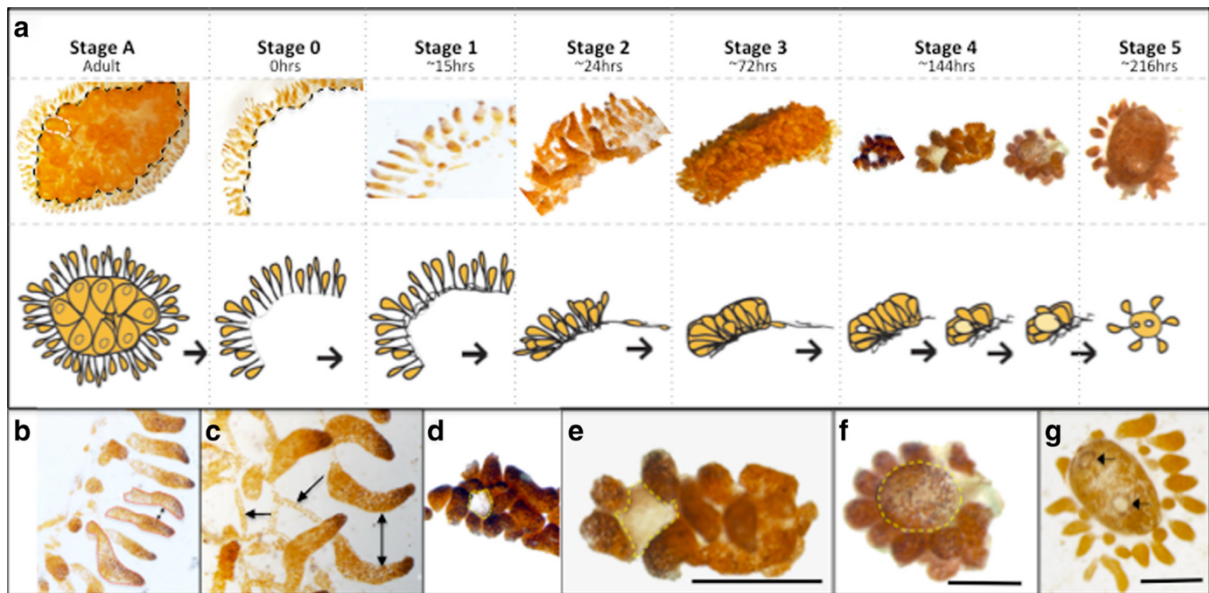 a
Stage A
Adult
Stage 0
0hrs
Stage 1
~15hrs
Stage 2
~24hrs
Stage 3
~72hrs
Stage 4
~144hrs
Stage 5
~216hrs
b
c
d
e
f
g